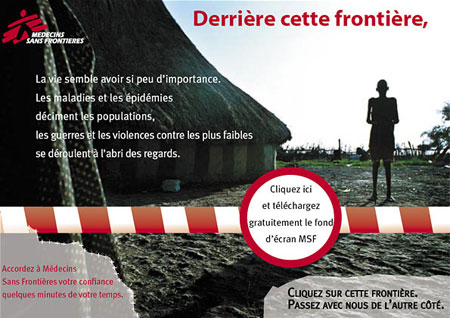 MEDECINS
SANS FRONTIERES
Derrière cette frontière,
La vie semble avoir si peu d'importance.
Les maladies et les épidémies
déciment les populations,
les guerres et les violences contre les plus faibles
se déroulent à l'abri des regards.
Cliquez ici
et téléchargez
gratuitement le fond
d'écran MSF
Accordez à Médecins
Sans Frontières votre confiance
quelques minutes de votre temps.
CLIQUEZ SUR CETTE FRONTIÈRE.
PASSEZ AVEC NOUS DE L'AUTRE CÔTÉ.